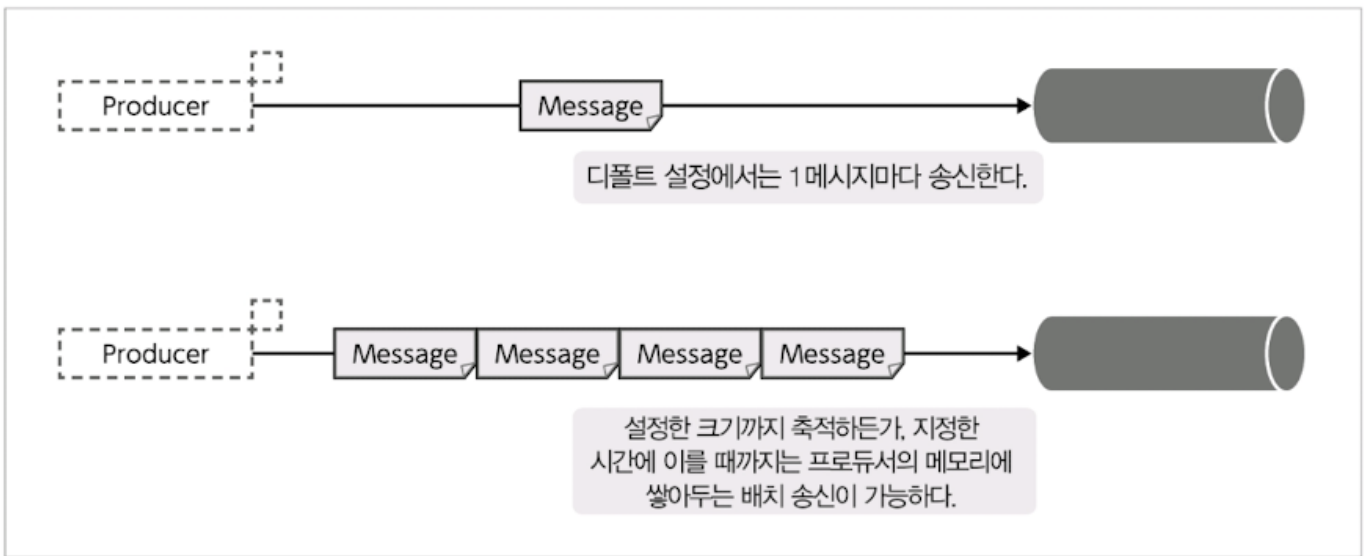 Producer
Message
디폴트 설정에서는 1메시지마다 송신한다.
Producer
Message
Message
Message
Message
설정한 크기까지 축적하든가, 지정한
시간에 이를 때까지는 프로듀서의 메모리에
쌓아두는 배치 송신이 가능하다.